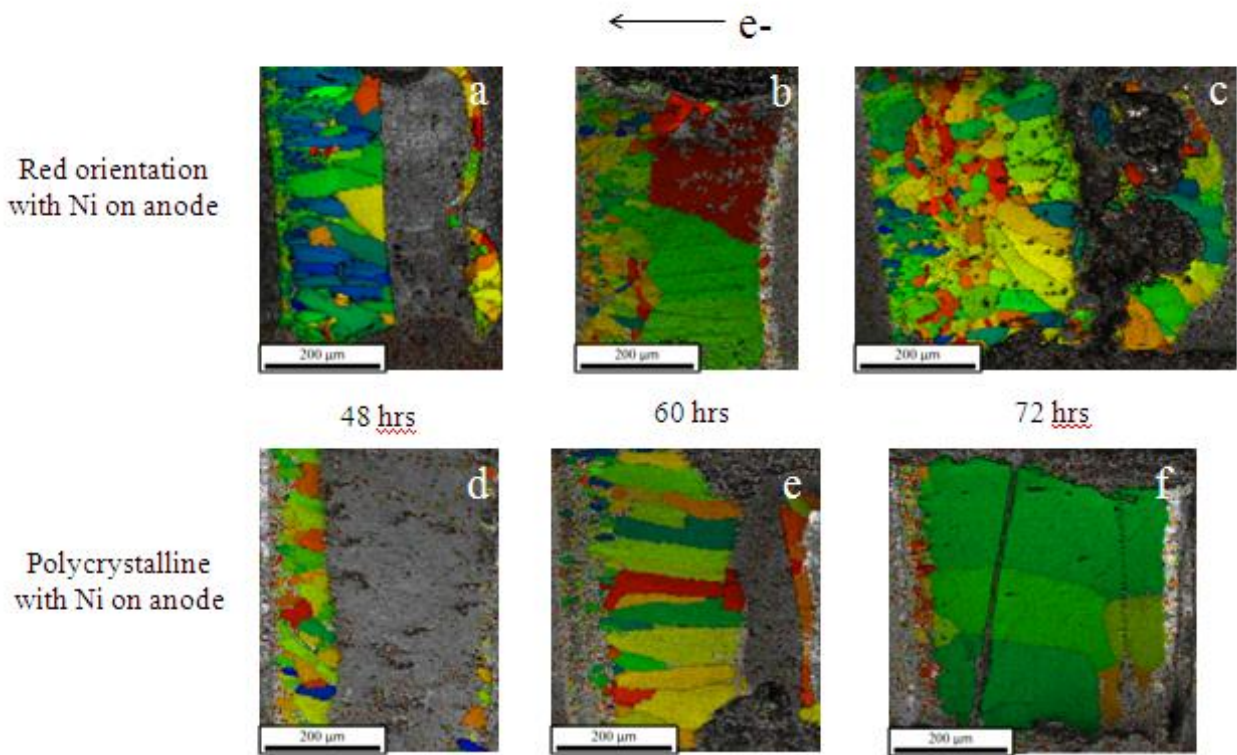 e-
a
b
c
Red orientation
with Ni on anode
200 µm
200 µm
200 µm
48 hrs
60 hrs
72 hrs
d
e
f
Polycrystalline
with Ni on anode
200 µm
200 µm
200 µm